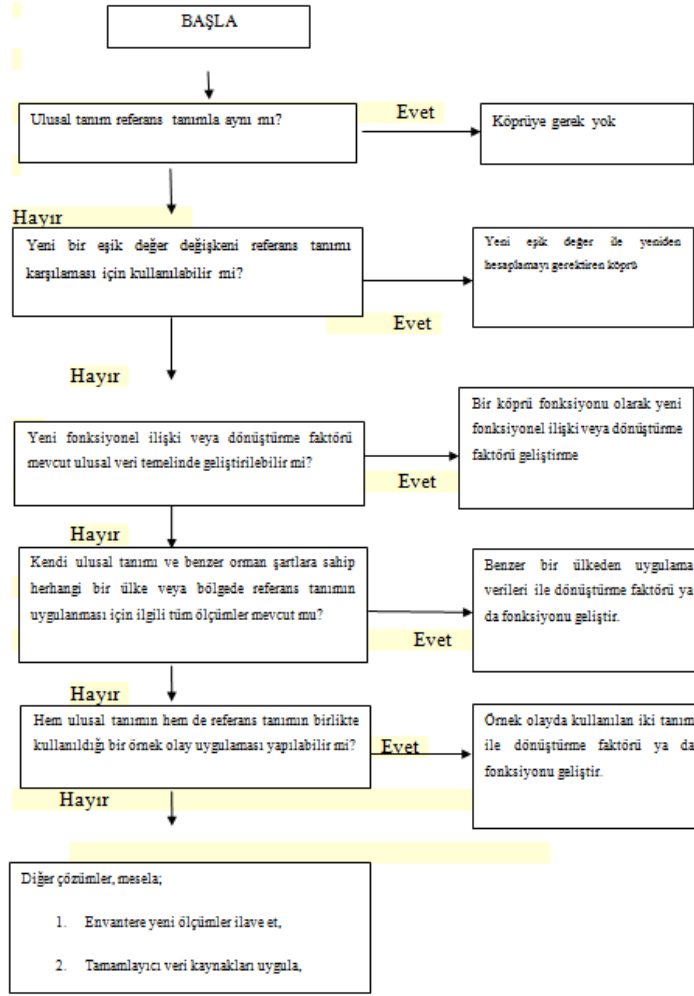 BAŞLA
Ulusal tanım referans tanımla aynı mı?
Evet
Köprüye gerek yok
Hayır
Yeni bir eşik değer değişkeni referans tanımı
karşılaması için kullanılabilir mi?
Yeni eşik değer ile yeniden
hesaplamayı gerektiren köprü
Evet
Hayır
Yeni fonksiyonel ilişki veya dönüştürme faktörü
mevcut ulusal veri temelinde geliştirilebilir mi?
Bir köprü fonksiyonu olarak yeni
fonksiyonel ilişki veya dönüştürme
faktörü geliştirme
Evet
Hayır
Kendi ulusal tanımı ve benzer orman şartlara sahip
herhangi bir ülke veya bölgede referans tanımın
uygulanması için ilgili tüm ölçümler mevcut mu?
Benzer bir ülkeden uygulama
verileri ile dönüştürme faktörü ya
da fonksiyonu geliştir.
Evet
Hayır
Hem ulusal tanımın hem de referans tanımın birlikte
kullanıldığı bir örnek olay uygulaması yapılabilir mi?
Evet
Örnek olayda kullanılan iki tanım
ile dönüştürme faktörü ya da
fonksiyonu geliştir.
Hayır
Diğer çözümler, mesela;
1. Envantere yeni ölçümler ilave et,
2. Tamamlayıcı veri kaynakları uygula,